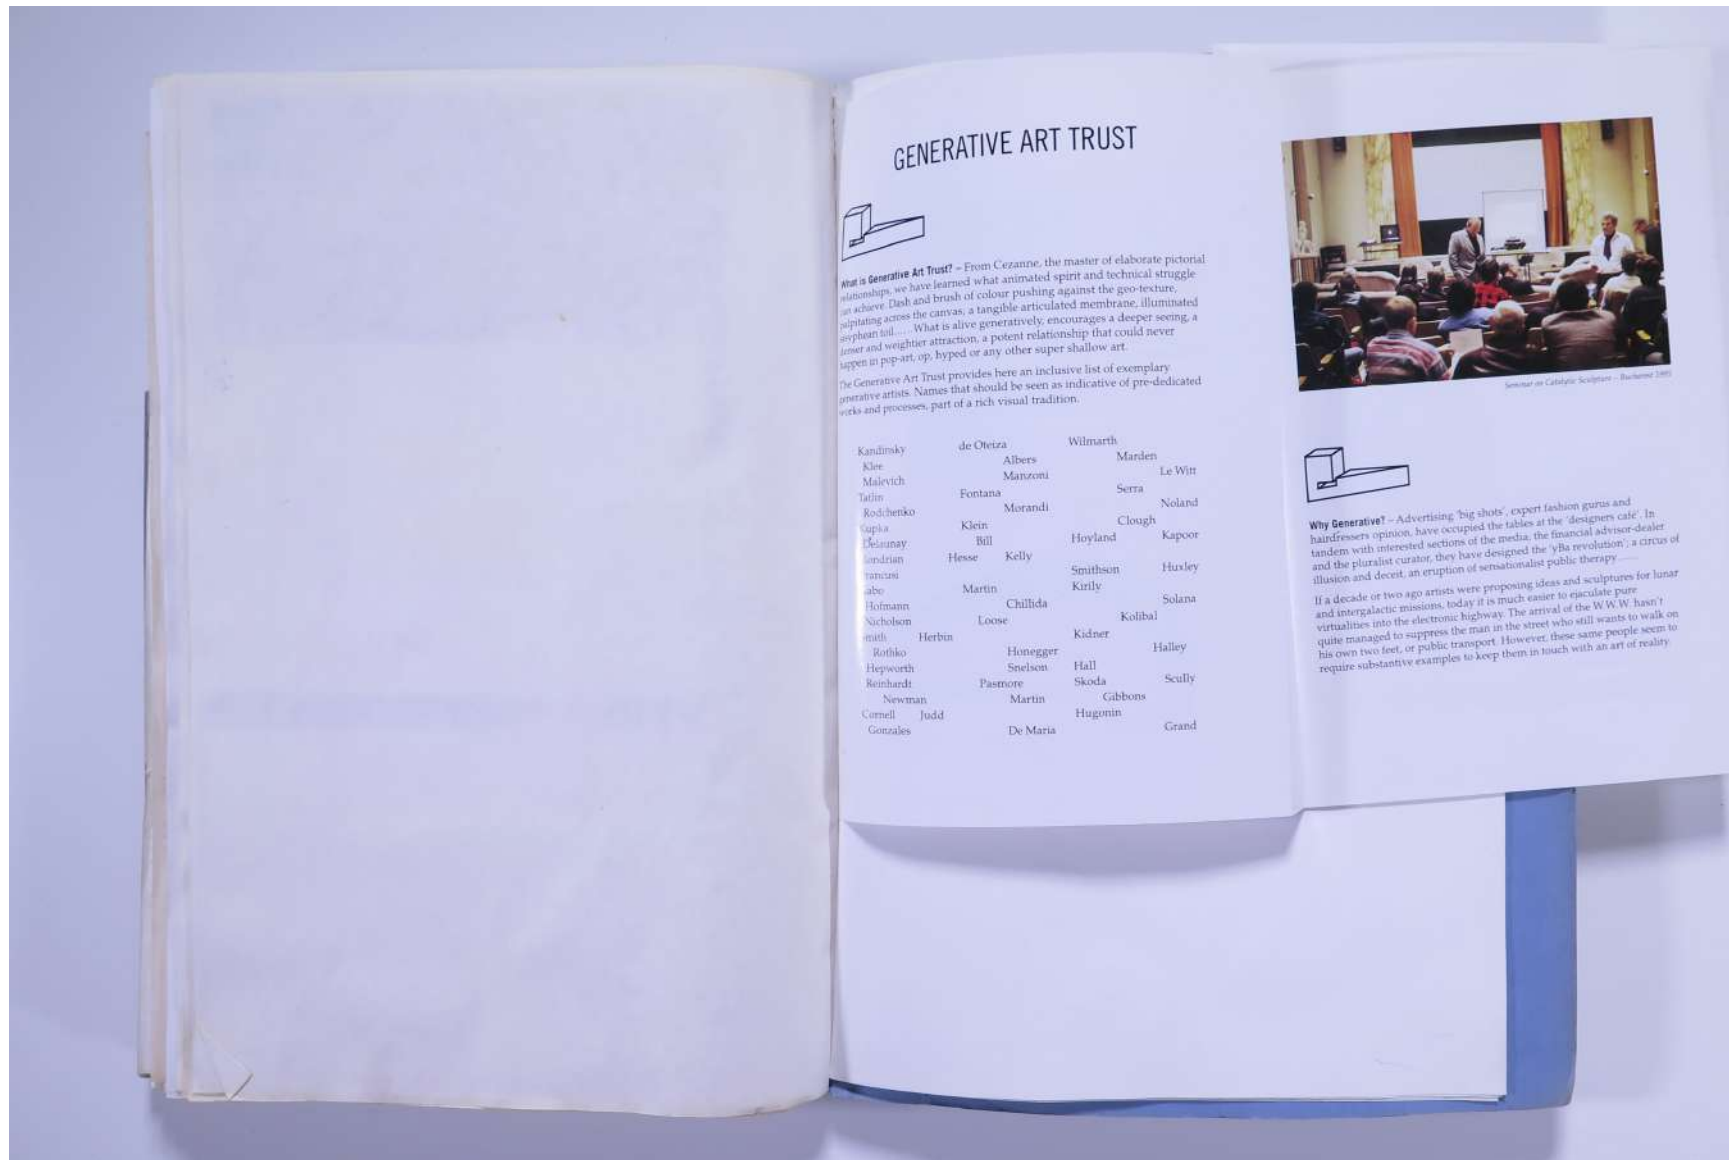 GENERATIVE ART TRUST
What is Generative Art Trust? – From Cezanne, the master of elaborate pictorial
relationships, we have learned what animated spirit and technical struggle
can achieve. Dash and brush of colour pushing against the geo-texture,
palpitating across the canvas, a tangible articulated membrane, illuminated
sisyphean toil...... What is alive generatively, encourages a deeper seeing, a
denser and weightier attraction, a potent relationship that could never
happen in pop-art, op, hyped or any other super shallow art.
The Generative Art Trust provides here an inclusive list of exemplary
generative artists. Names that should be seen as indicative of pre-dedicated
works and processes, part of a rich visual tradition.
Kandinsky de Oteiza Wilmarth
Klee Albers Marden
Malevich Manzoni Le Witt
Tatlin Fontana Serra
Rodchenko Morandi Noland
Kupka Klein Clough
Delaunay Bill Hoyland Kapoor
ondrian Hesse Kelly
rancusi Smithson Huxley
abo Martin Kirily
Hofmann Chillida Solana
Nicholson Loose Kolibal
mith Herbin Kidner
Rothko Honegger Halley
Hepworth Snelson Hall
Reinhardt Pasmore Skoda Scully
Newman Martin Gibbons
Cornell Judd Hugonin
Gonzales De Maria Grand
Seminar on Catalytic Sculpture – Bucharest 1995
Why Generative? – Advertising 'big shots', expert fashion gurus and
hairdressers opinion, have occupied the tables at the 'designers café'. In
tandem with interested sections of the media, the financial advisor-dealer
and the pluralist curator, they have designed the 'yBa revolution'; a circus of
illusion and deceit, an eruption of sensationalist public therapy......
If a decade or two ago artists were proposing ideas and sculptures for lunar
and intergalactic missions, today it is much easier to ejaculate pure
virtualities into the electronic highway. The arrival of the W.W.W. hasn't
quite managed to suppress the man in the street who still wants to walk on
his own two feet, or public transport. However, these same people seem to
require substantive examples to keep them in touch with an art of reality.